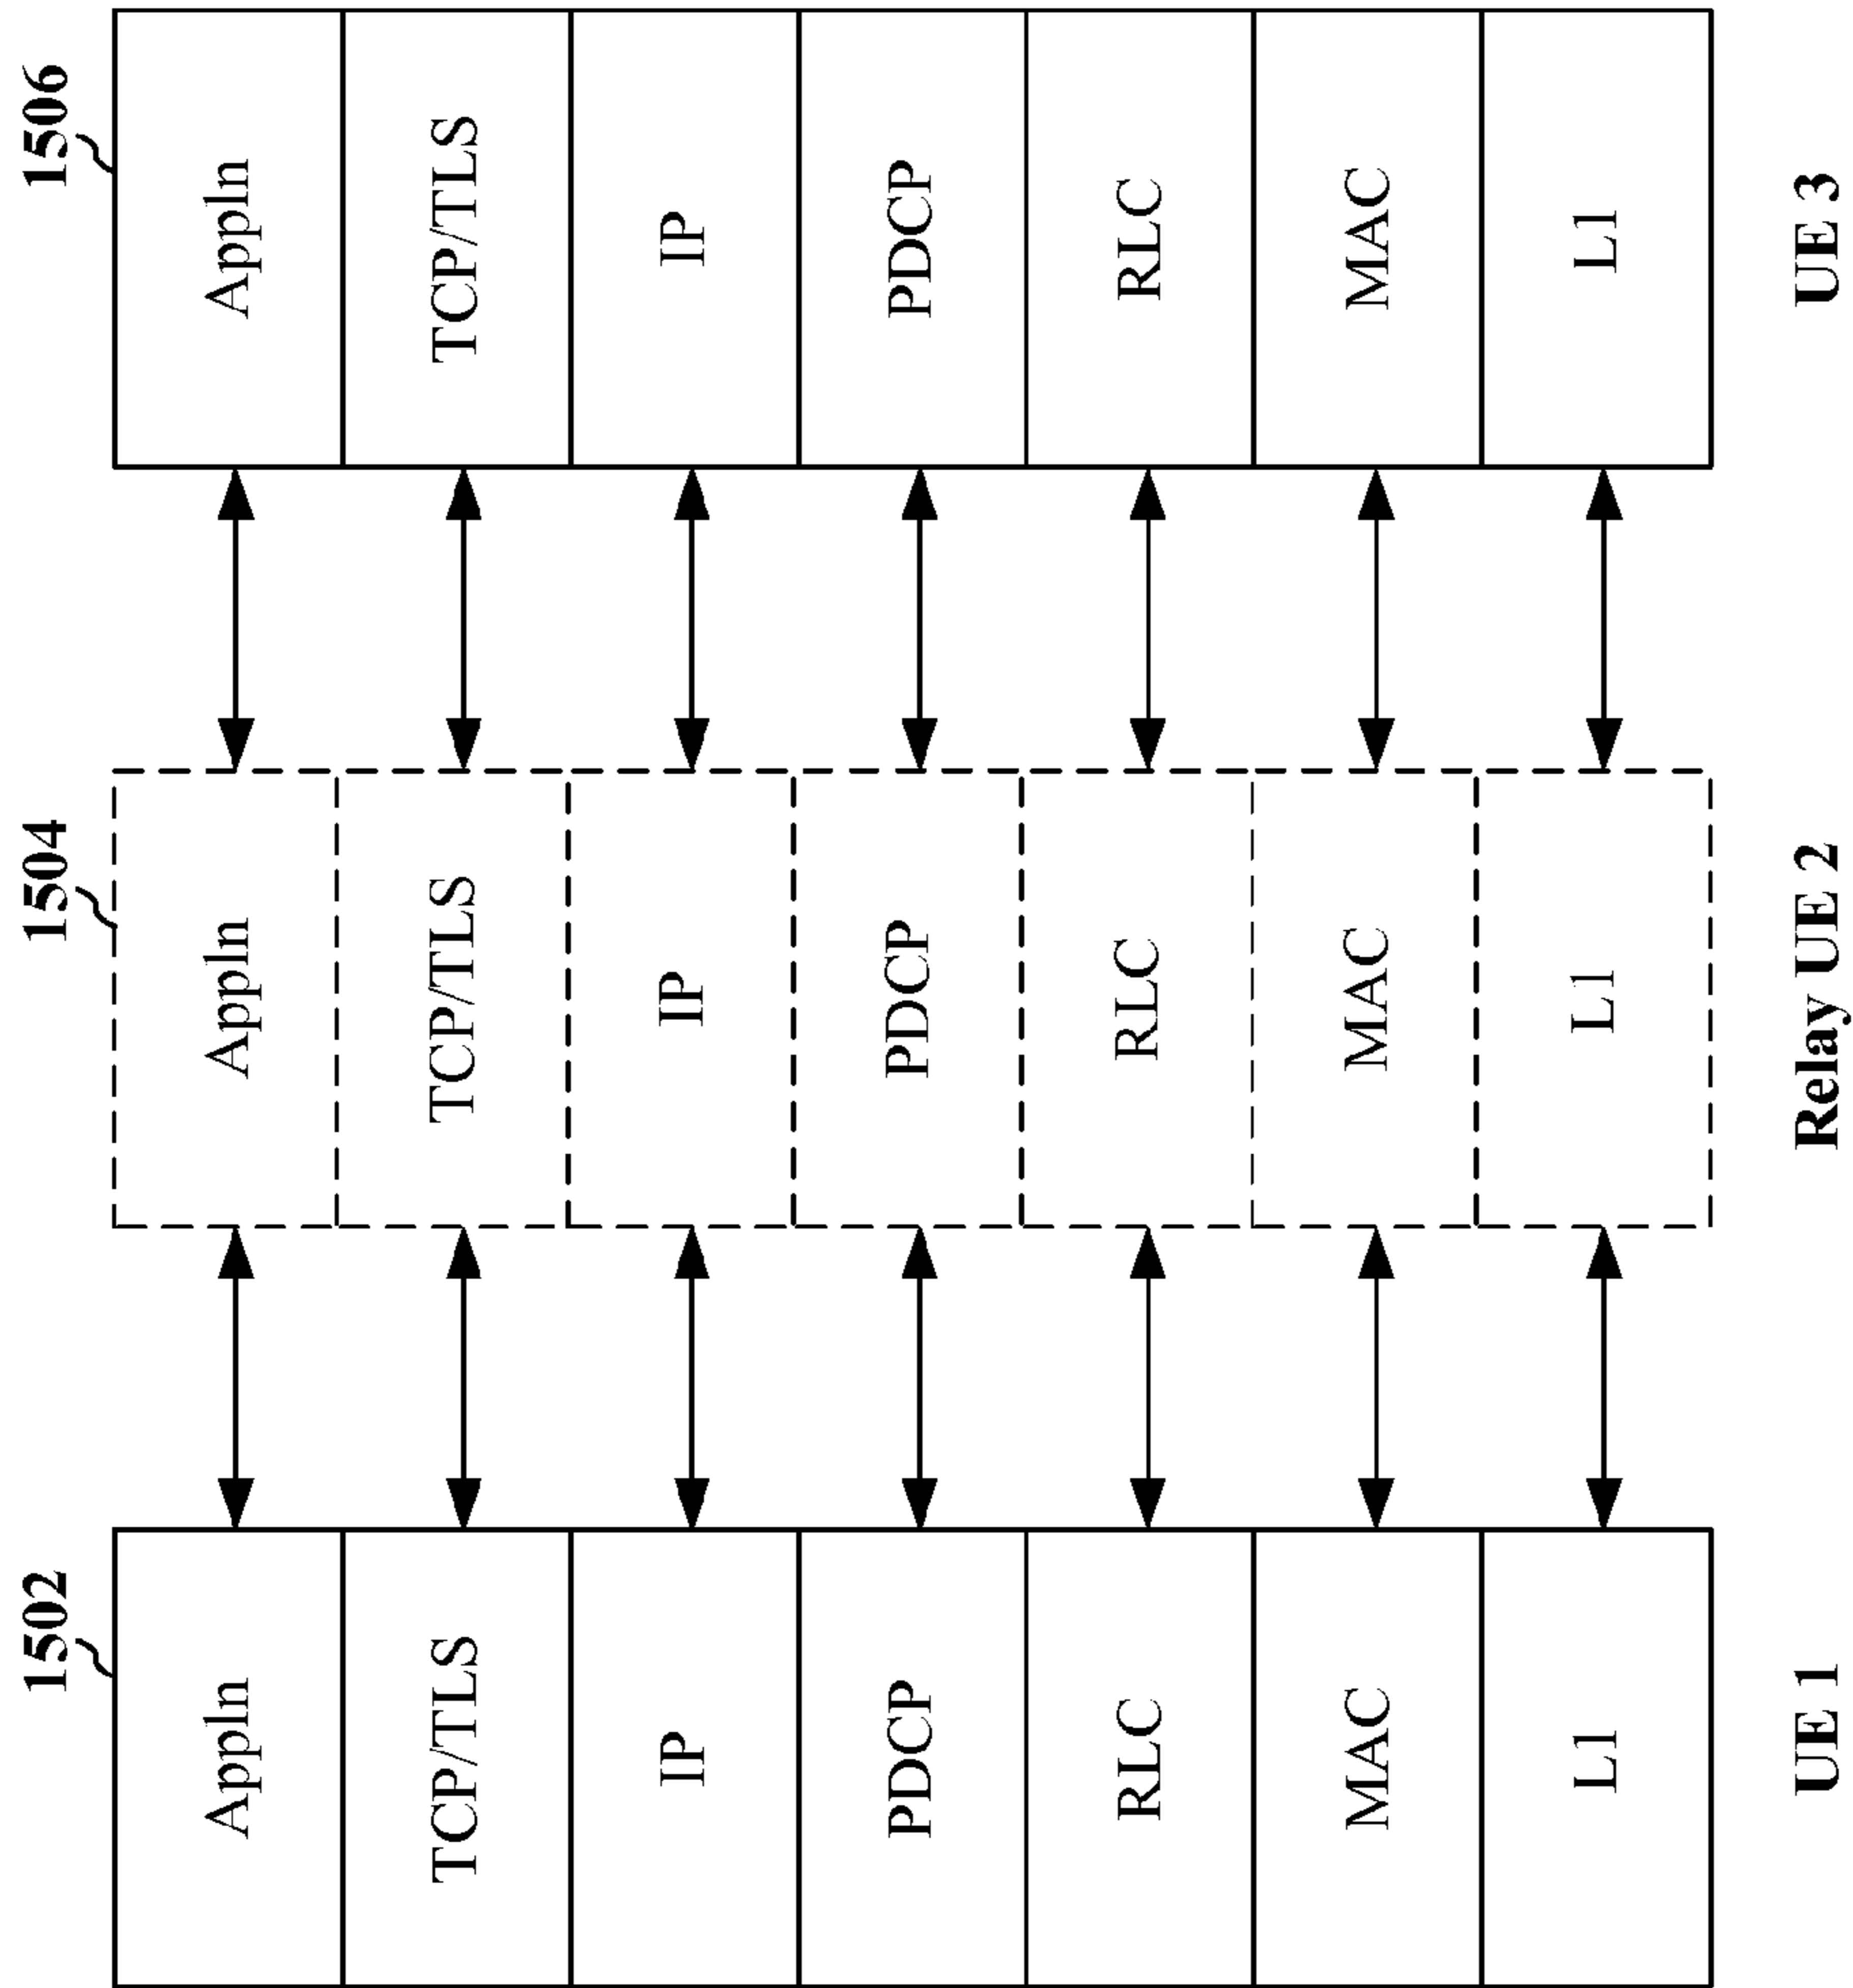 1502
Appln
TCP/TLS
IP
PDCP
RLC
MAC
L1
UE 1
1504
Appln
TCP/TLS
IP
PDCP
RLC
MAC
L1
Relay UE 2
1506
Appln
TCP/TLS
IP
PDCP
RLC
MAC
L1
UE 3